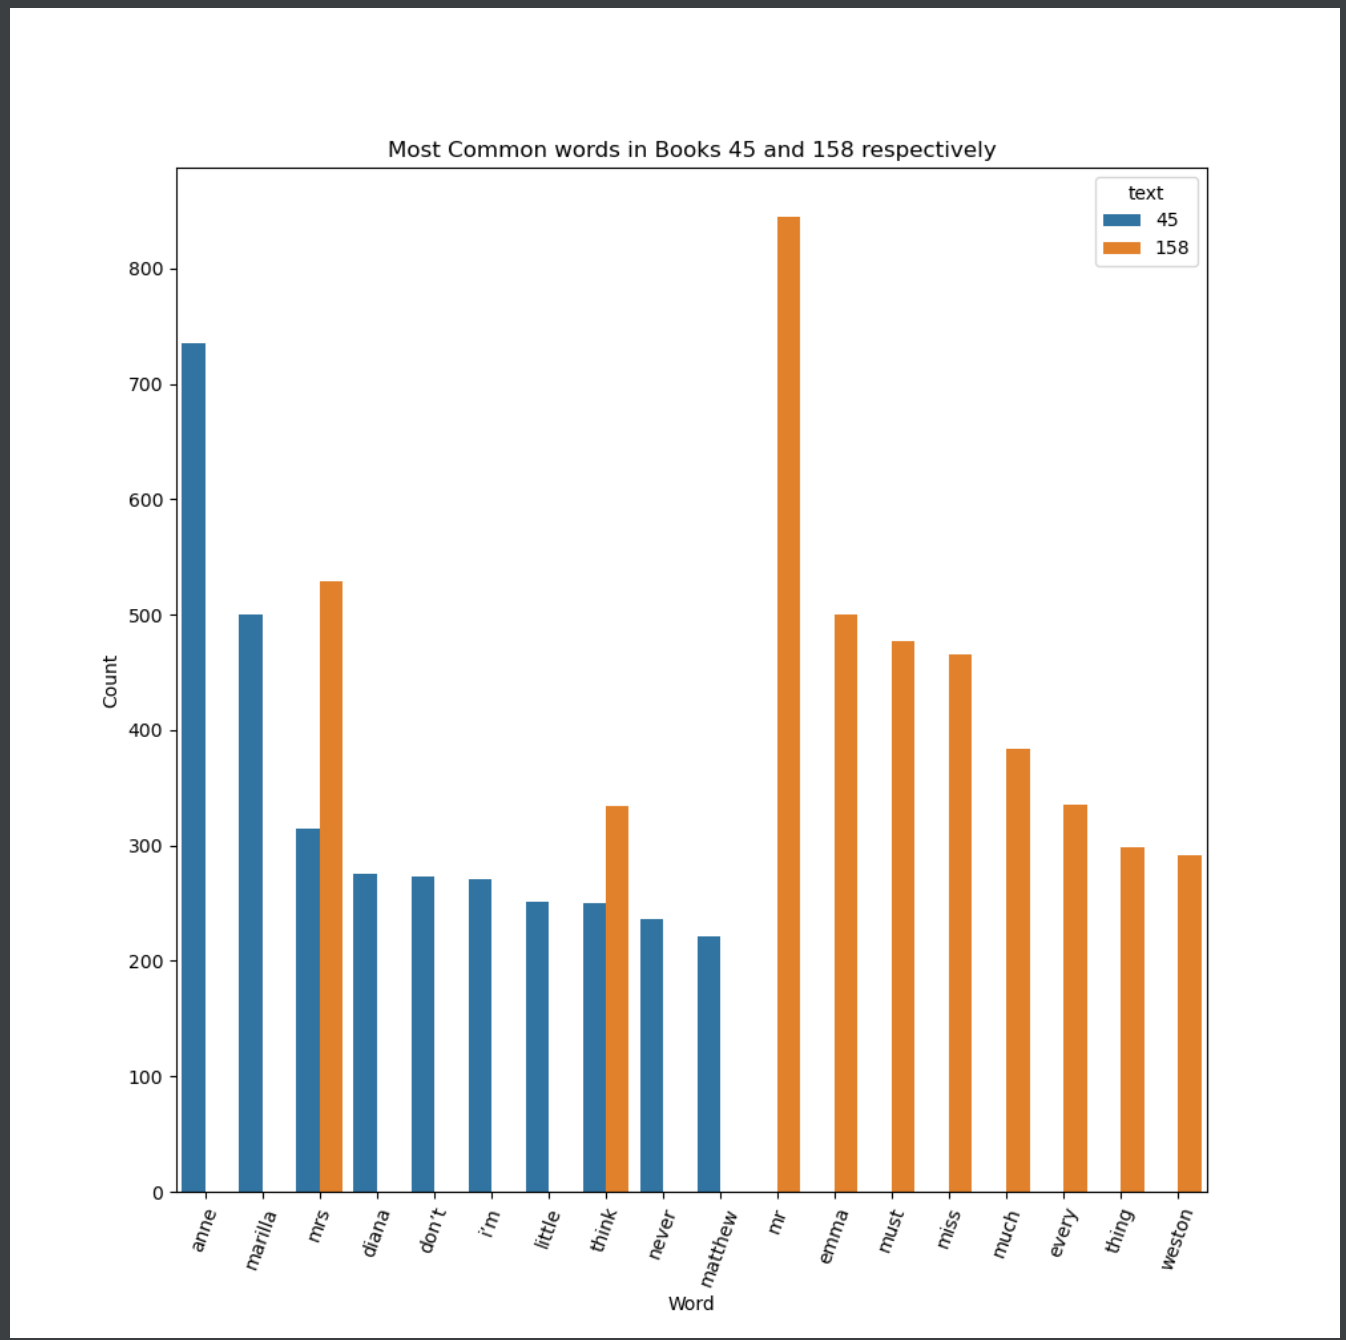 Most Common words in Books 45 and 158 respectively
text
45
158
800
700
600
500
400
300
200
100
0
Count
anne marilla mrs diana don't i'm little think never matthew mr emma must miss much every thing weston
Word